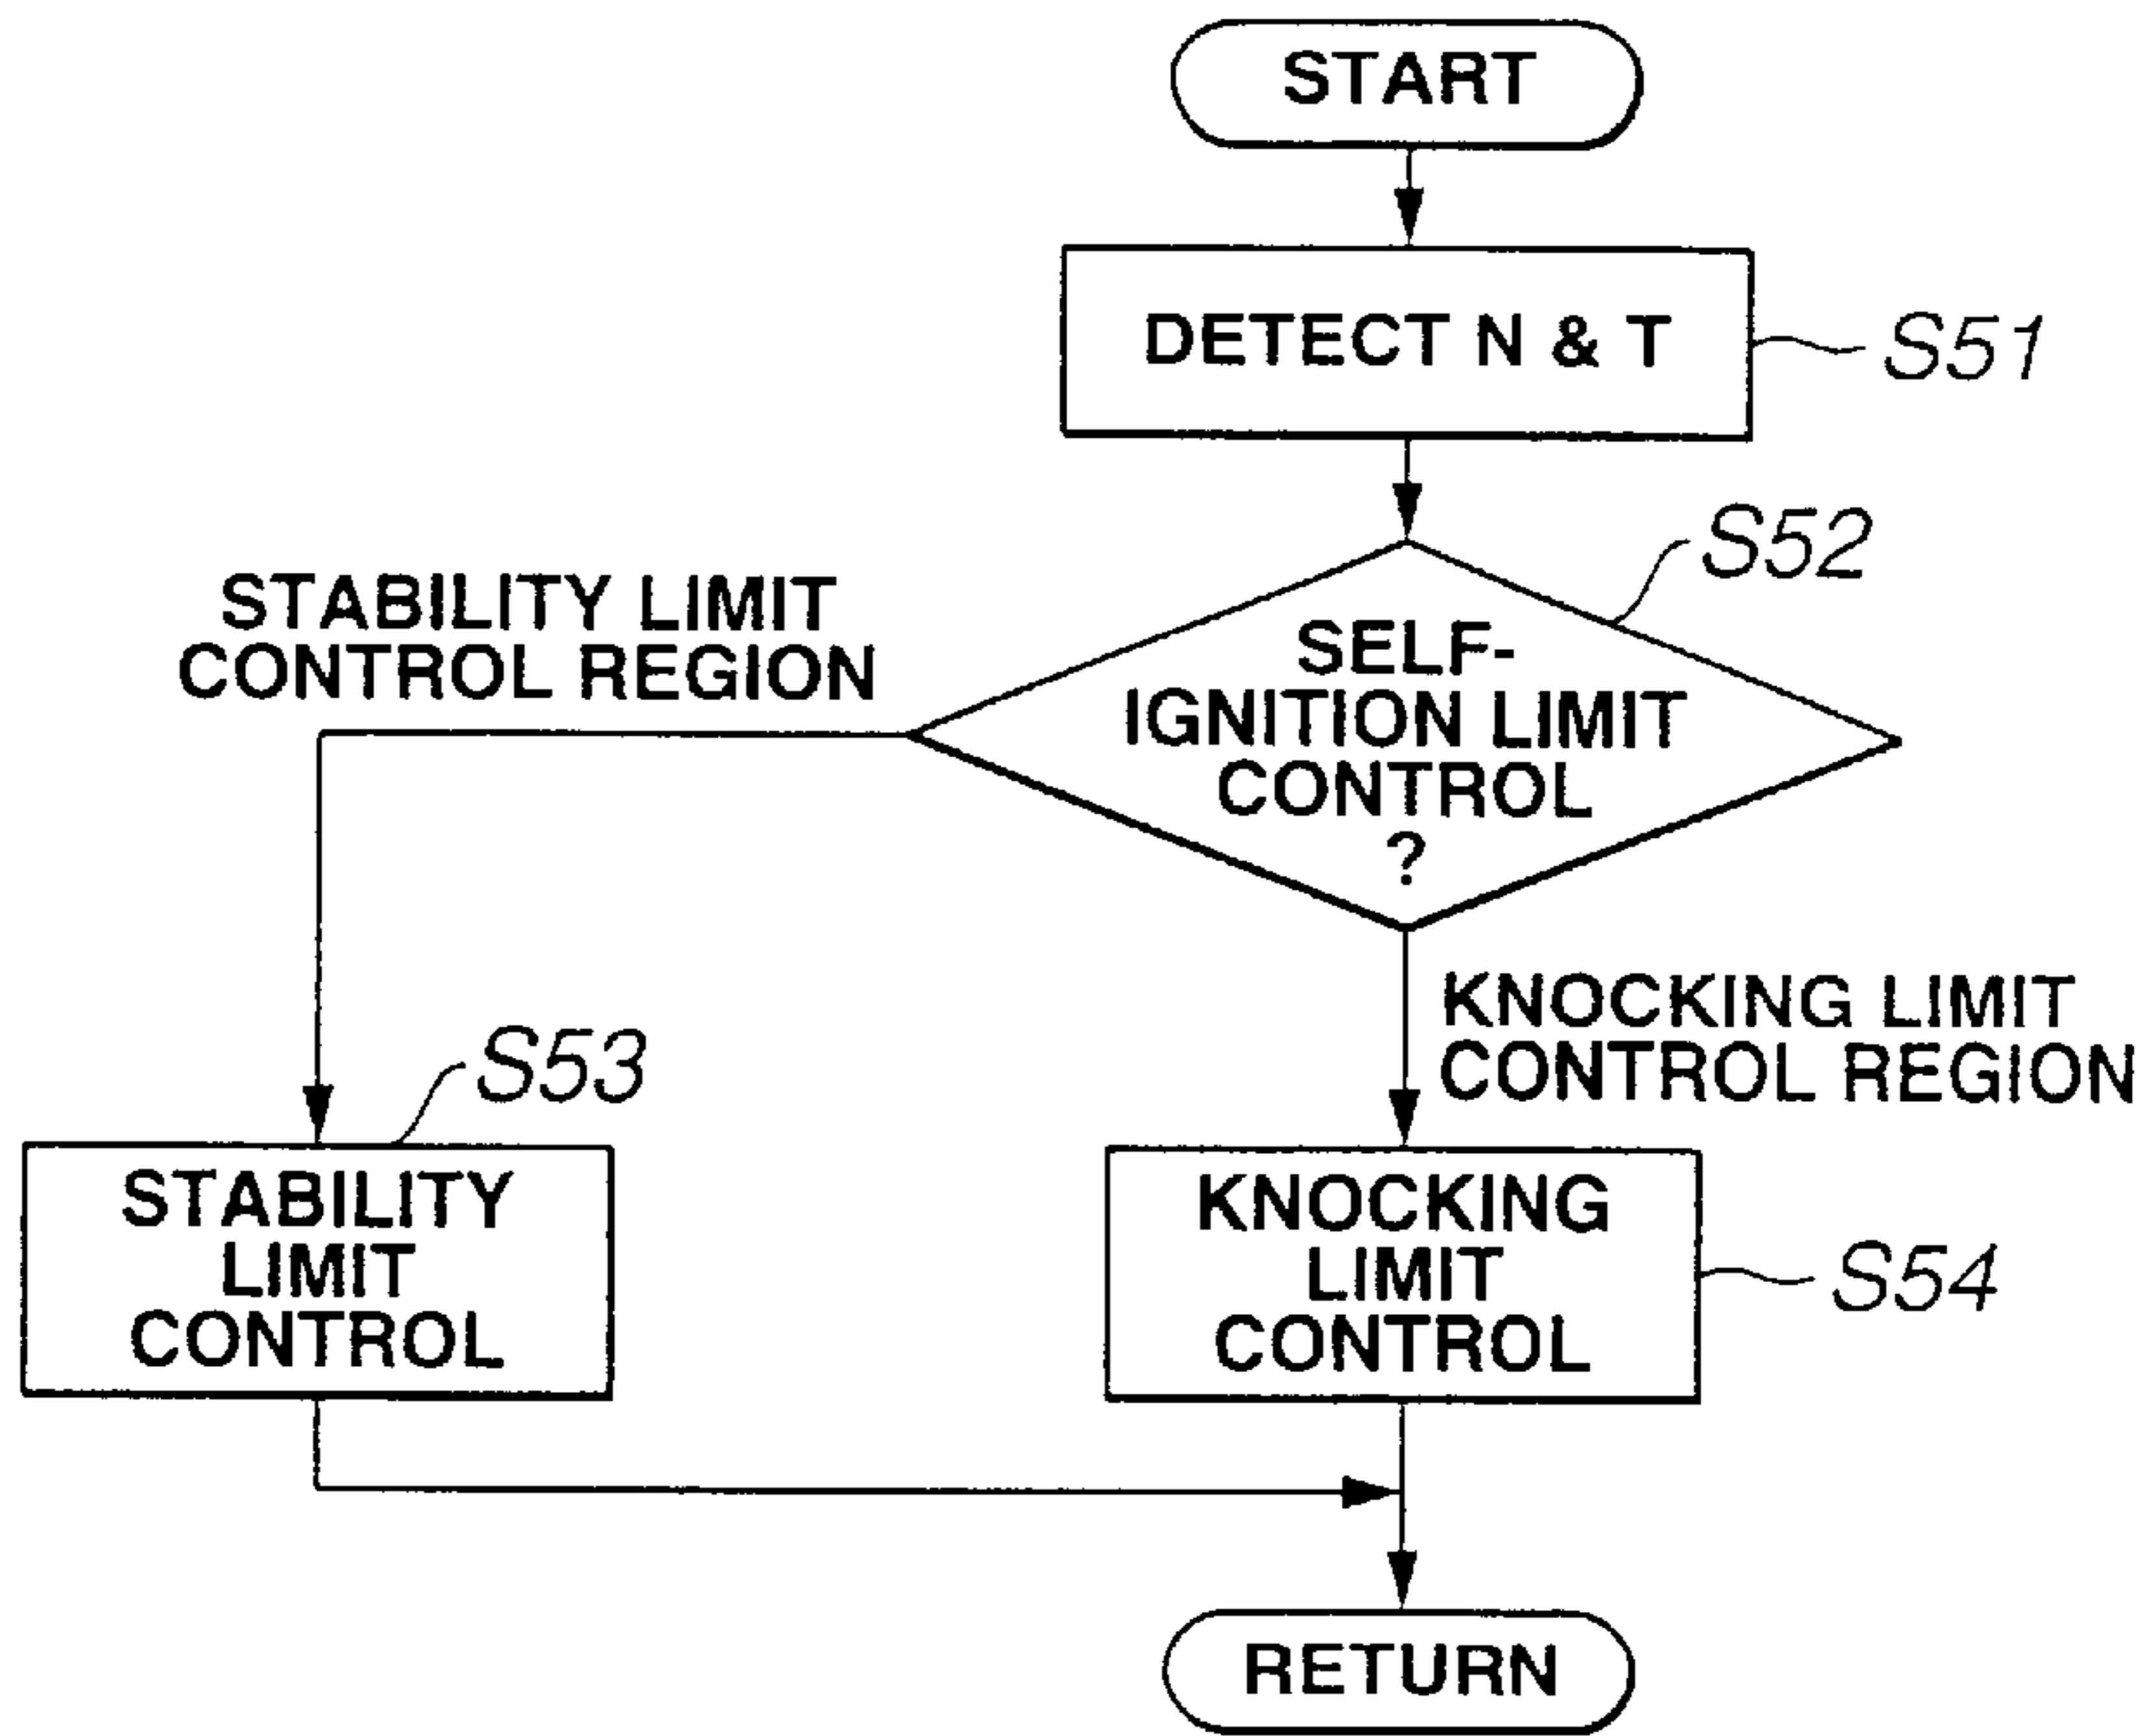 START
DETECT N & T
S51
S52
STABILITY LIMIT
CONTROL REGION
SELF-
IGNITION LIMIT
CONTROL
?
KNOCKING LIMIT
CONTROL REGION
S53
STABILITY
LIMIT
CONTROL
KNOCKING
LIMIT
CONTROL
S54
RETURN